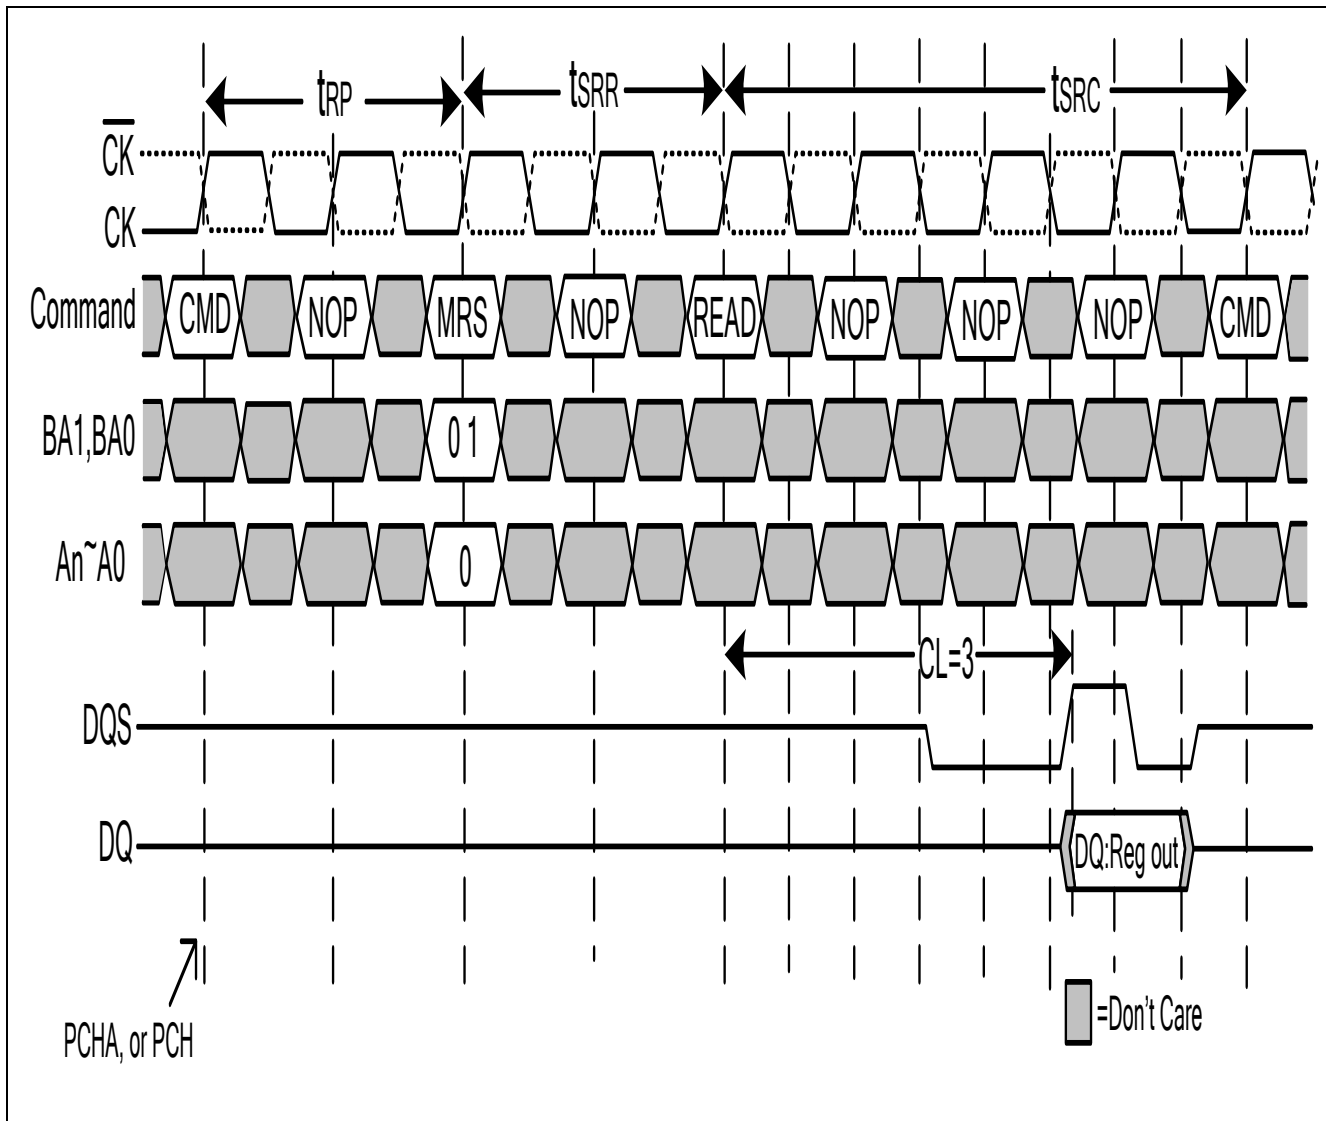 tRP tSRR tSRC
CK
CK
Command CMD NOP MRS NOP READ NOP NOP NOP CMD
BA1,BA0 0 1
An~A0 0
CL=3
DQS
DQ DQ:Reg out
=Don't Care
PCHA, or PCH